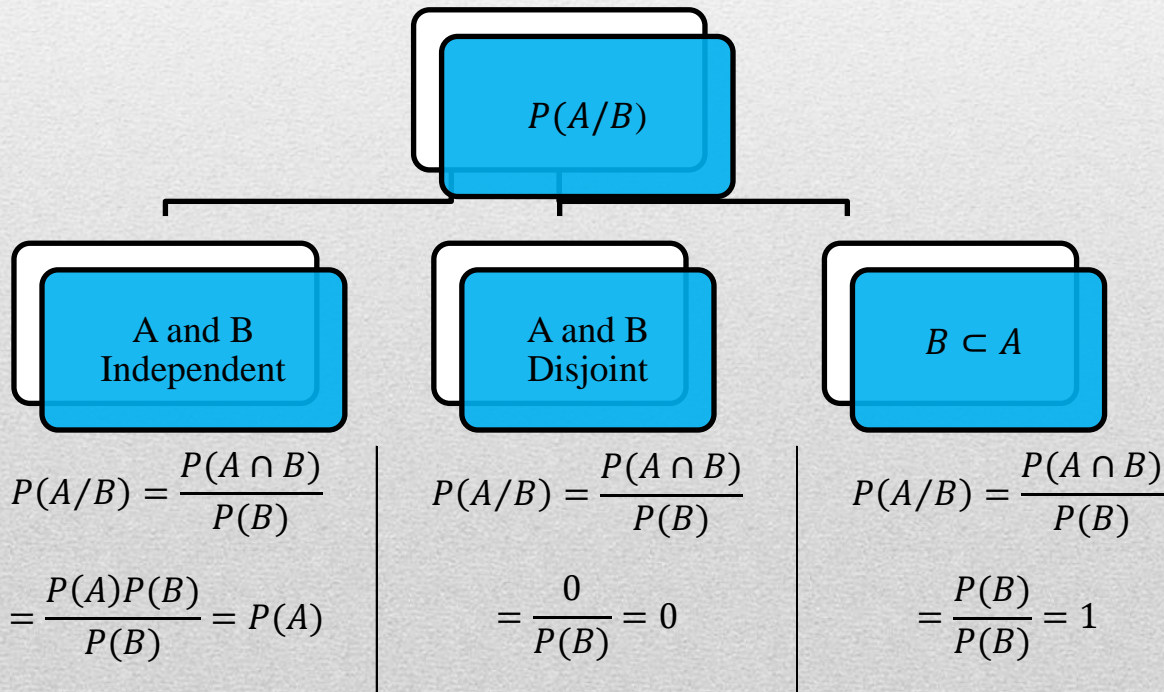 P(A/B)
A and B
Independent
A and B
Disjoint
B ⊂ A
P(A/B) = P(A ∩ B) / P(B)
= P(A)P(B) / P(B) = P(A)
P(A/B) = P(A ∩ B) / P(B)
= 0 / P(B) = 0
P(A/B) = P(A ∩ B) / P(B)
= P(B) / P(B) = 1